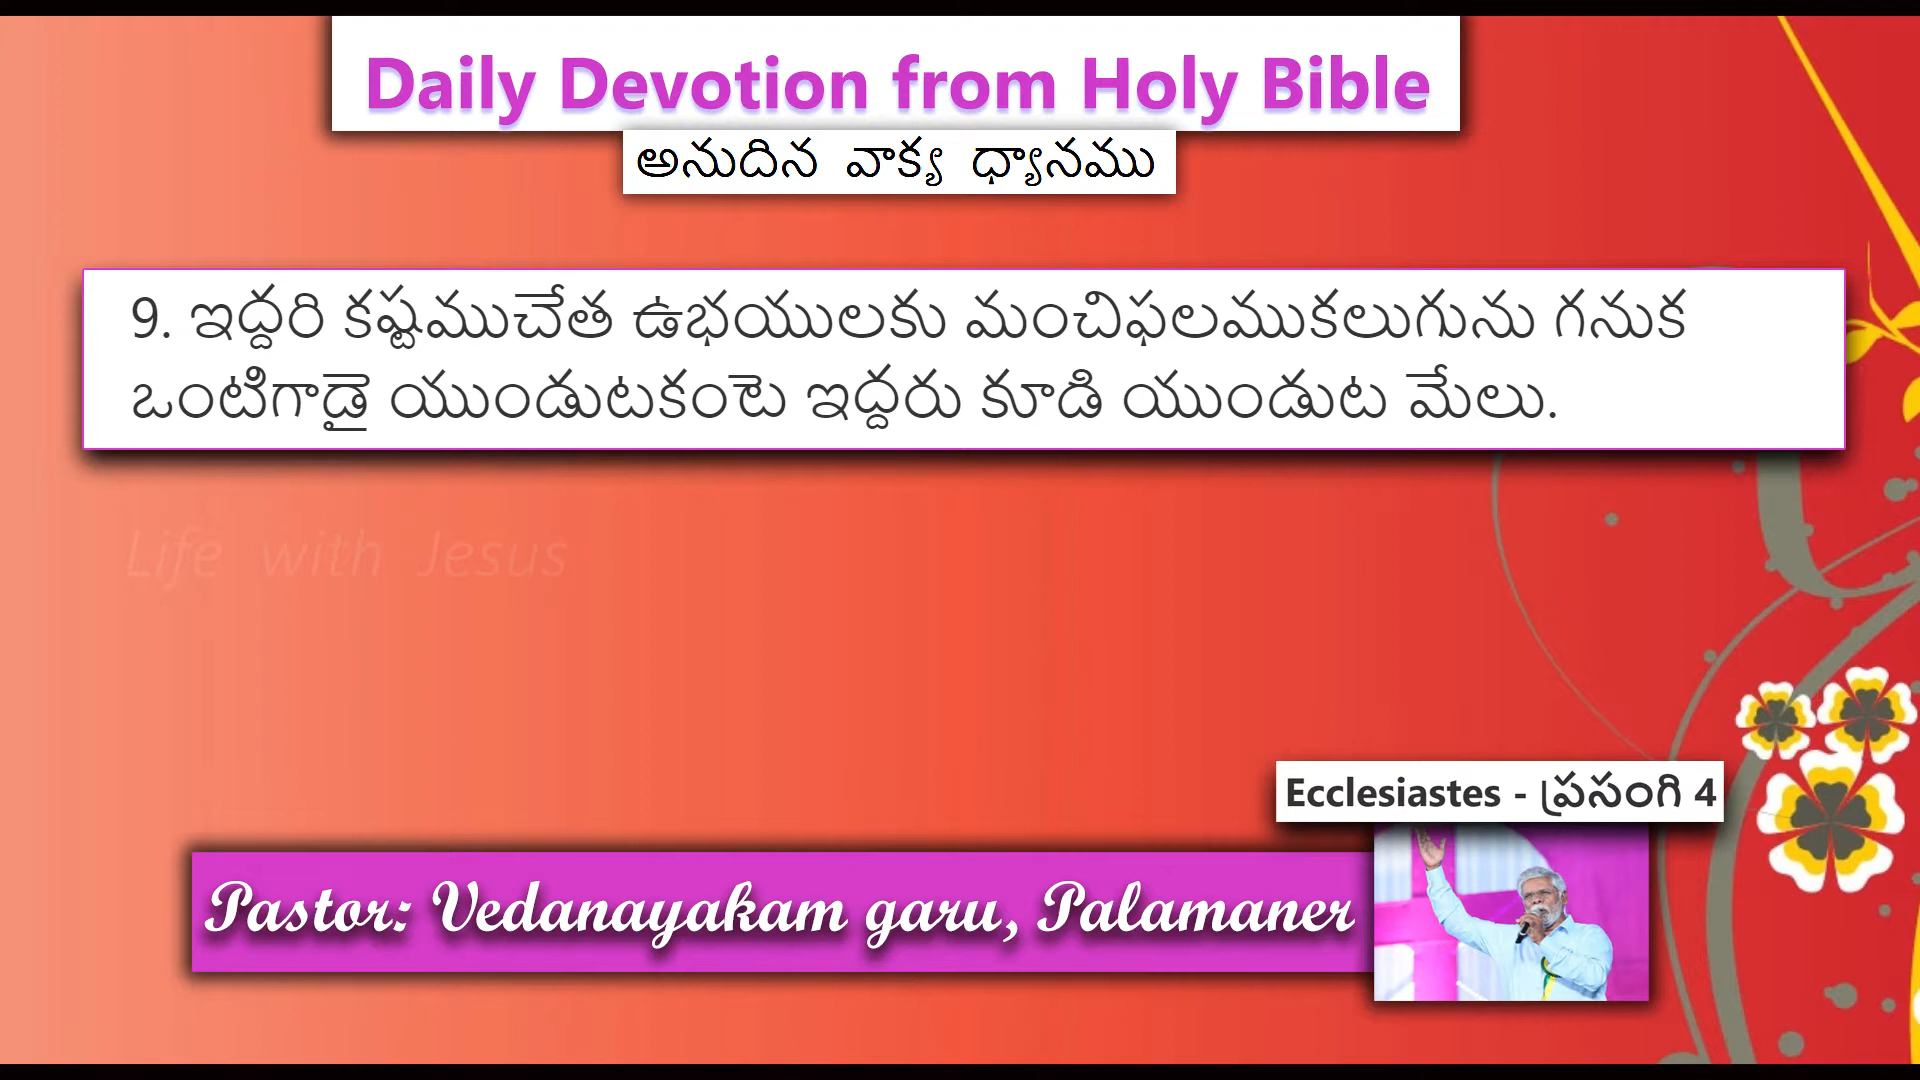 Daily Devotion from Holy Bible
అనుదిన వాక్య ధ్యానము
9. ఇద్దరి కష్టముచేత ఉభయులకు మంచిఫలముకలుగును గనుక
ఒంటిగాడై యుండుటకంటె ఇద్దరు కూడి యుండుట మేలు.
Life with Jesus
Ecclesiastes - ప్రసంగి 4
Pastor: Vedanayakam garu, Palamaner